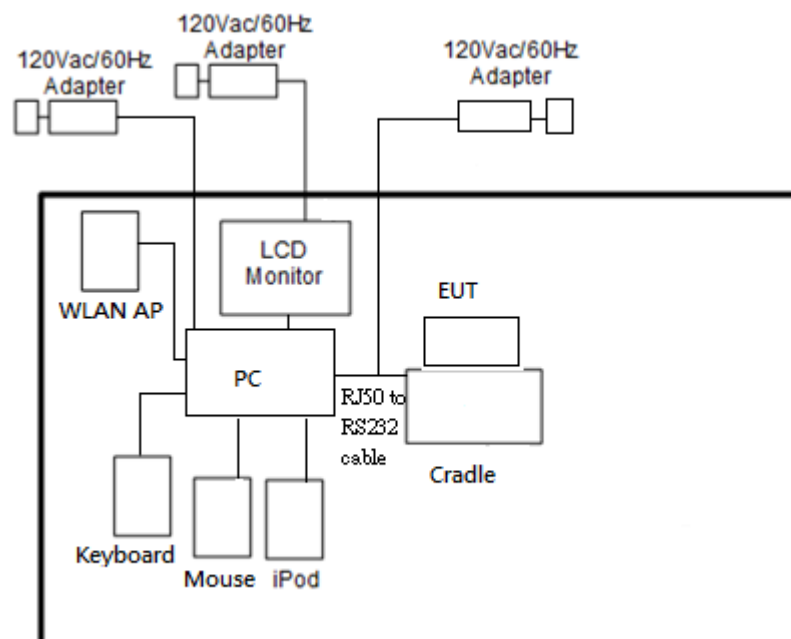 120Vac/60Hz
Adapter
120Vac/60Hz
Adapter
120Vac/60Hz
Adapter
LCD
Monitor
WLAN AP
EUT
PC
RJ50 to
RS232
cable
Cradle
Keyboard
Mouse
iPod